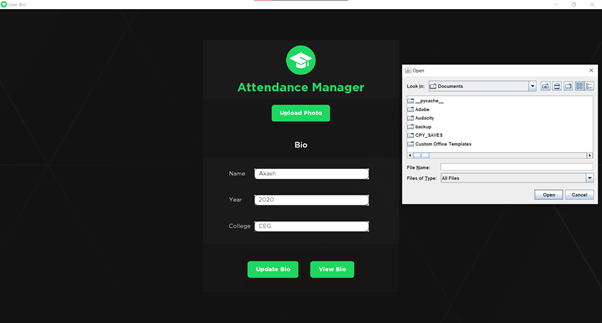 User Bio
Attendance Manager
Upload Photo
Bio
Name Akash
Year 2020
College CEG
Update Bio View Bio
Open
Look In: Documents
__pycache__
Adobe
Audacity
backup
CPY_SAVES
Custom Office Templates
File Name:
Files of Type: All Files
Open Cancel